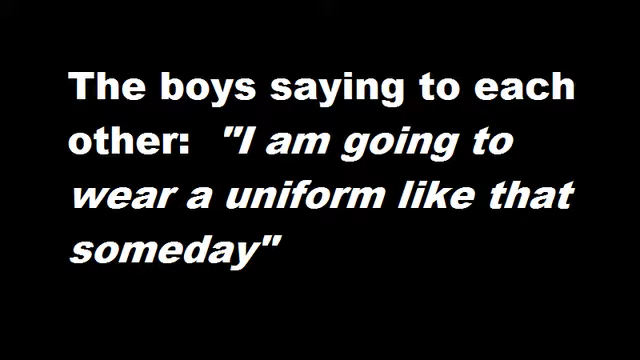 The boys saying to each
other:  "I am going to
wear a uniform like that
someday"